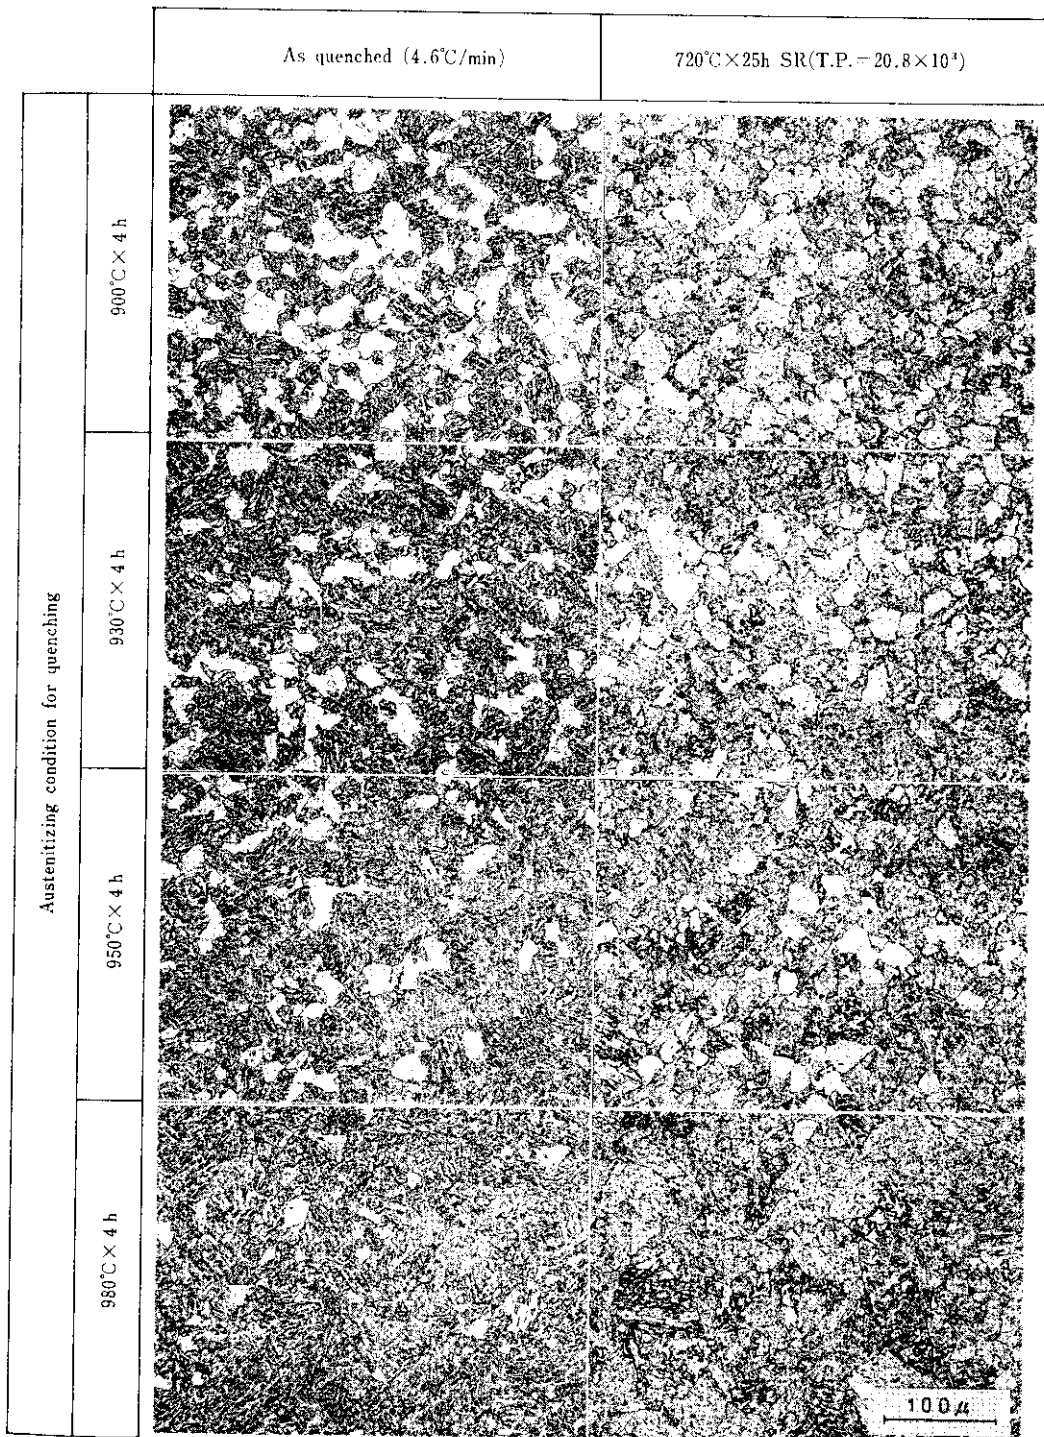 As quenched (4.6℃/min)
720℃×25h SR(T.P.=20.8×10³)
Austenitizing condition for quenching
900℃×4h
930℃×4h
950℃×4h
980℃×4h
100μ